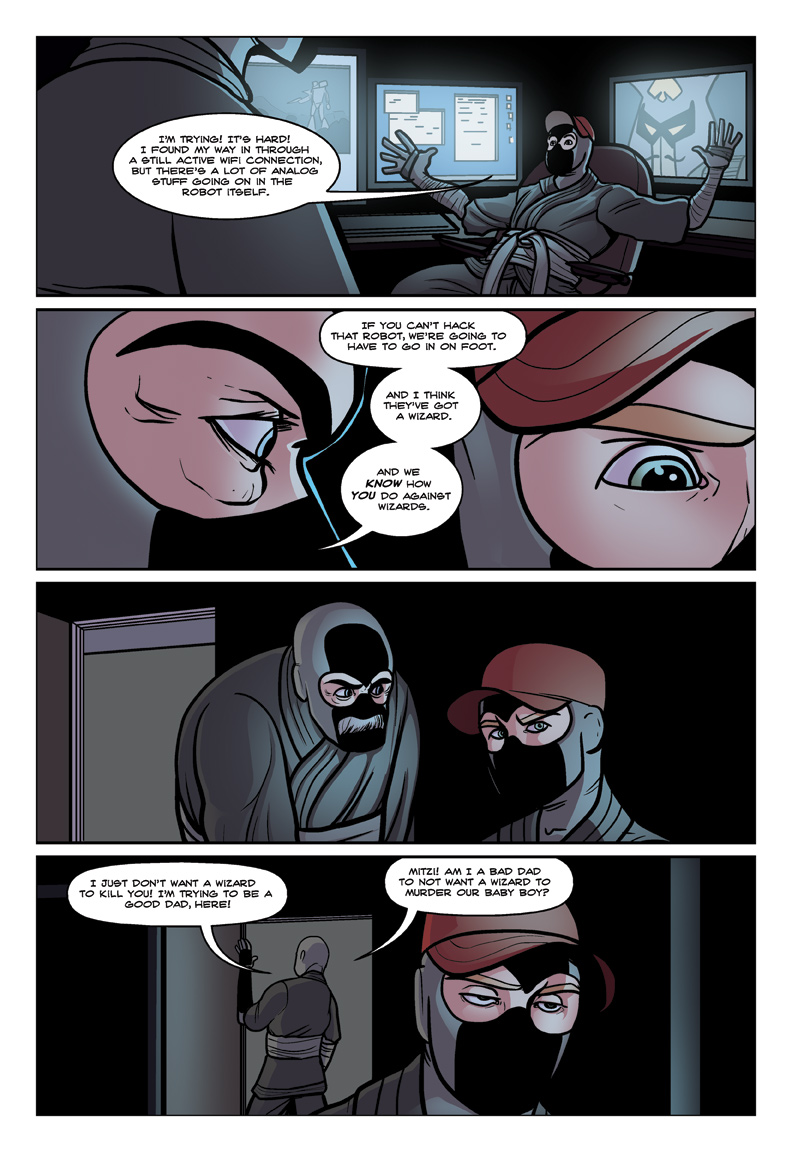 I'M TRYING! IT'S HARD!
I FOUND MY WAY IN THROUGH
A STILL ACTIVE WIFI CONNECTION,
BUT THERE'S A LOT OF ANALOG
STUFF GOING ON IN THE
ROBOT ITSELF.
IF YOU CAN'T HACK
THAT ROBOT, WE'RE GOING TO
HAVE TO GO IN ON FOOT.
AND I THINK
THEY'VE GOT
A WIZARD.
AND WE
KNOW HOW
YOU DO AGAINST
WIZARDS.
I JUST DON'T WANT A WIZARD
TO KILL YOU! I'M TRYING TO BE A
GOOD DAD, HERE!
MITZI! AM I A BAD DAD
TO NOT WANT A WIZARD TO
MURDER OUR BABY BOY?